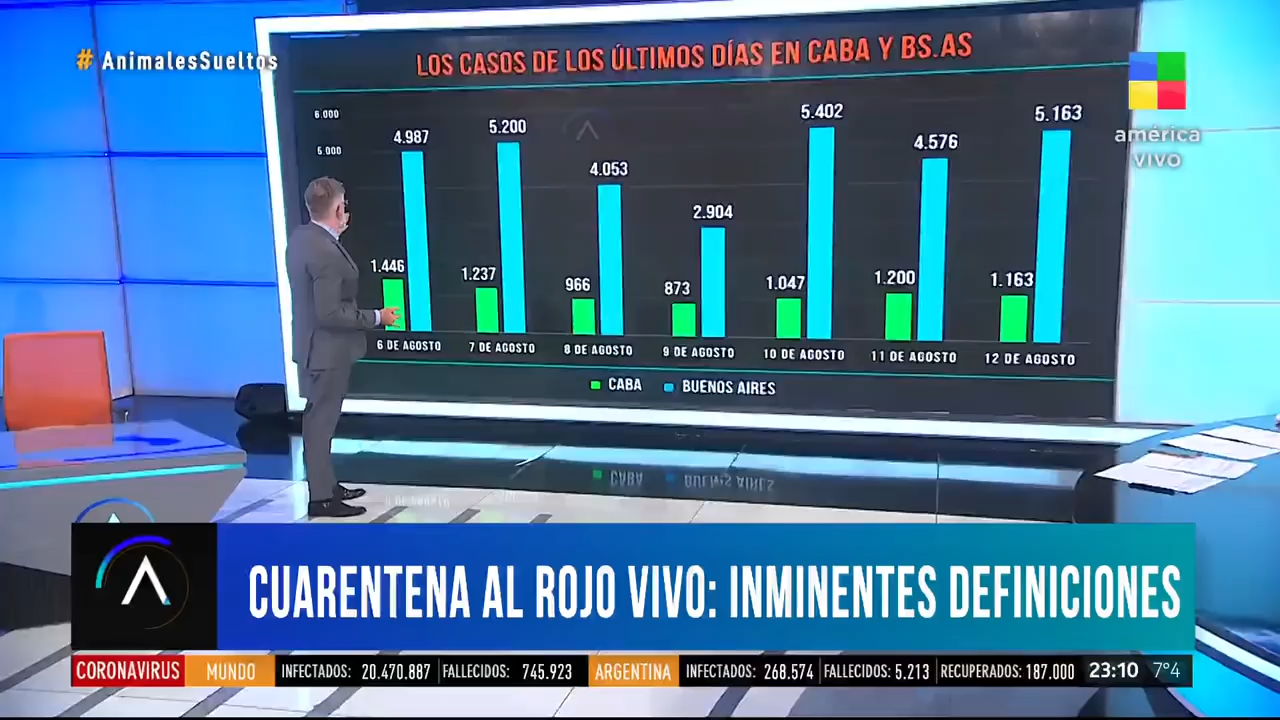 #AnimalesSueltos
LOS CASOS DE LOS ÚLTIMOS DÍAS EN CABA Y BS.AS
américa
VIVO
6.000
5.000
4.987
5.200
4.053
2.904
5.402
4.576
5.163
1.446
1.237
966
873
1.047
1.200
1.163
6 DE AGOSTO
7 DE AGOSTO
8 DE AGOSTO
9 DE AGOSTO
10 DE AGOSTO
11 DE AGOSTO
12 DE AGOSTO
CABA
BUENOS AIRES
CUARENTENA AL ROJO VIVO: INMINENTES DEFINICIONES
CORONAVIRUS MUNDO INFECTADOS: 20.470.887 FALLECIDOS: 745.923 ARGENTINA INFECTADOS: 268.574 FALLECIDOS: 5.213 RECUPERADOS: 187.000 23:10 7°4